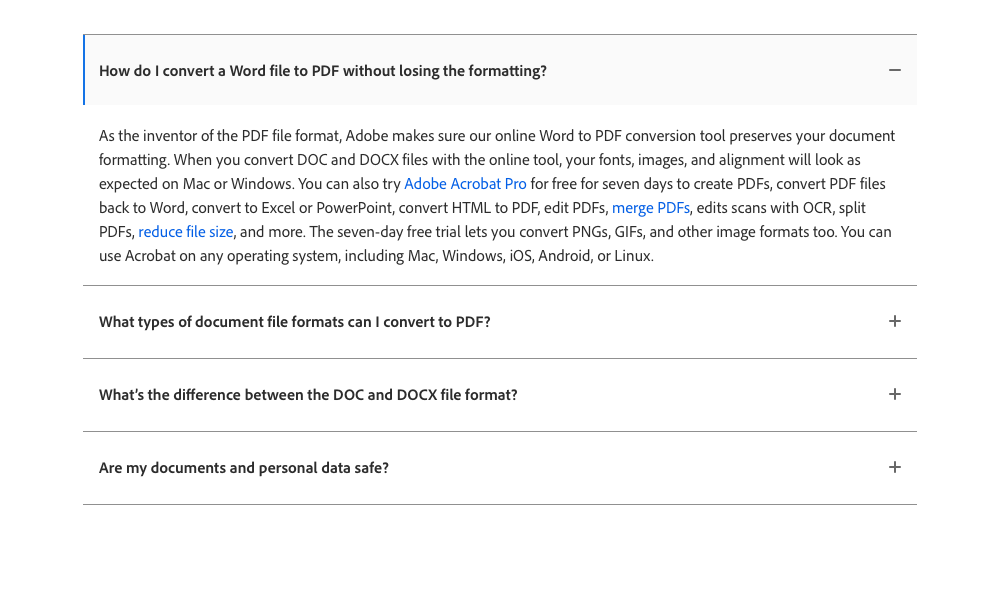 How do I convert a Word file to PDF without losing the formatting?
As the inventor of the PDF file format, Adobe makes sure our online Word to PDF conversion tool preserves your document
formatting. When you convert DOC and DOCX files with the online tool, your fonts, images, and alignment will look as
expected on Mac or Windows. You can also try Adobe Acrobat Pro for free for seven days to create PDFs, convert PDF files
back to Word, convert to Excel or PowerPoint, convert HTML to PDF, edit PDFs, merge PDFs, edits scans with OCR, split
PDFs, reduce file size, and more. The seven-day free trial lets you convert PNGs, GIFs, and other image formats too. You can
use Acrobat on any operating system, including Mac, Windows, iOS, Android, or Linux.
What types of document file formats can I convert to PDF?
What’s the difference between the DOC and DOCX file format?
Are my documents and personal data safe?